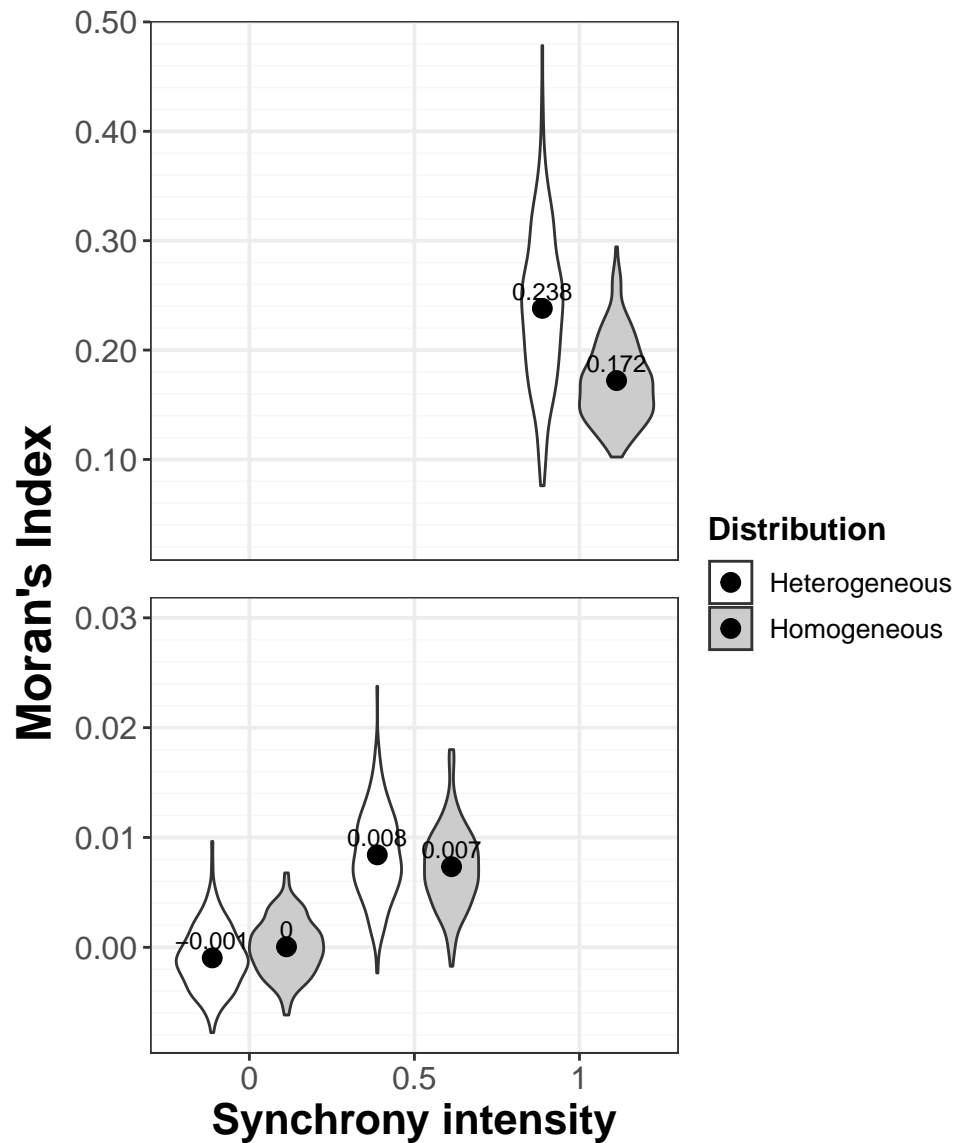 0.50
0.40
0.30
0.20
0.10
0.238
0.172
Moran's Index
0.03
0.02
0.01
0.00
−0.001
0
0.008
0.007
0 0.5 1
Synchrony intensity
Distribution
Heterogeneous
Homogeneous